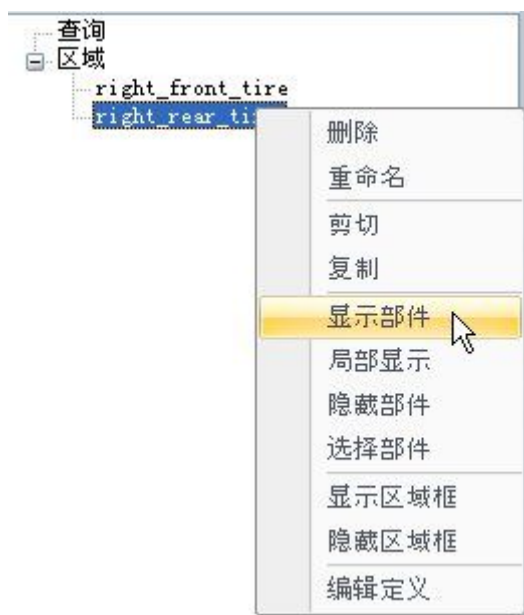 查询
区域
right_front_tire
right_rear_ti
删除
重命名
剪切
复制
显示部件
局部显示
隐藏部件
选择部件
显示区域框
隐藏区域框
编辑定义